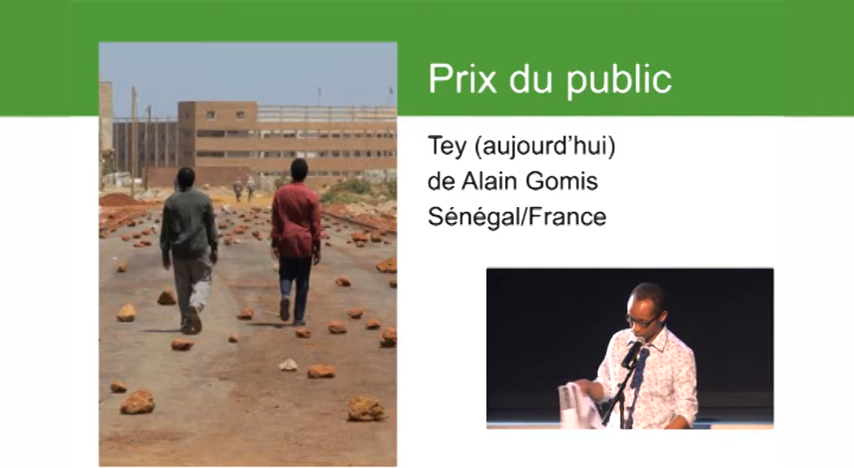 Prix du public
Tey (aujourd'hui)
de Alain Gomis
Sénégal/France